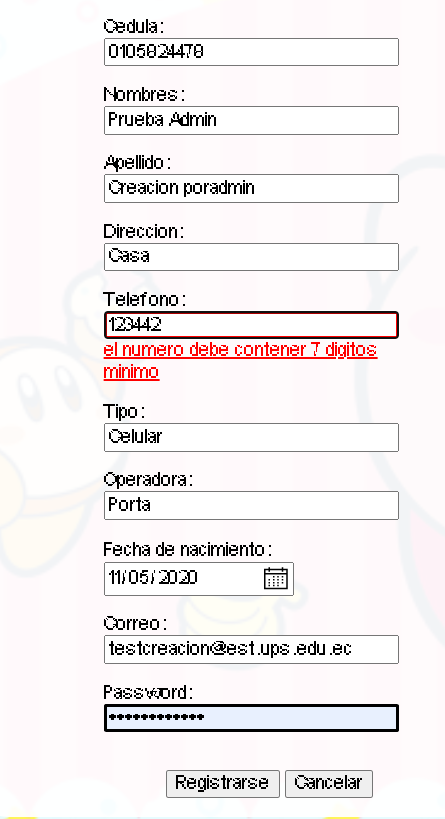 Cedula:
0105824478
Nombres:
Prueba Admin
Apellido:
Creacion poradmin
Direccion:
Casa
Telefono:
123442
el numero debe contener 7 digitos
minimo
Tipo:
Celular
Operadora:
Porta
Fecha de nacimiento:
11/05/2020
Correo:
testcreacion@est.ups.edu.ec
Password:
••••••••••••
Registrarse Cancelar